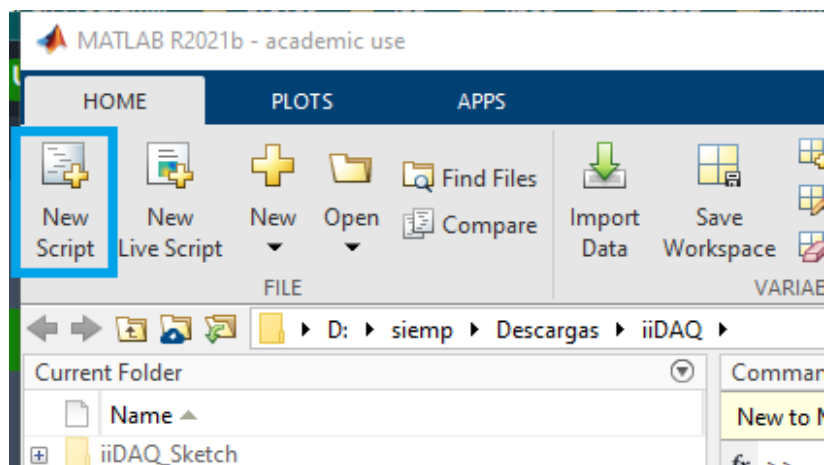 MATLAB R2021b - academic use
HOME PLOTS APPS
New Script
New Live Script
New
Open
Find Files
Compare
Import Data
Save Workspace
FILE
D: siemp Descargas iiDAQ
Current Folder
Name
iiDAQ_Sketch
New to
fx >>